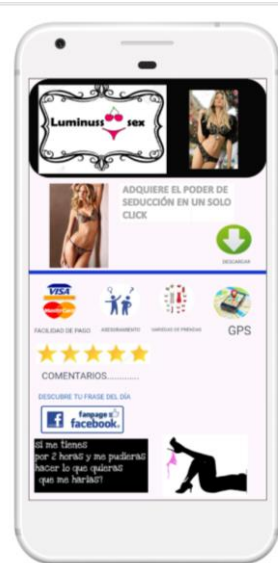 Luminuss sex
ADQUIERE EL PODER DE
SEDUCCIÓN EN UN SOLO
CLICK
DESCARGAR
VISA
MasterCard
FACILIDAD DE PAGO ASESORAMIENTO VARIEDAD DE PRENDAS GPS
COMENTARIOS............
DESCUBRE TU FRASE DEL DÍA
fanpage
facebook.
si me tienes
por 2 horas y me pudieras
hacer lo que quieras
que me harías?